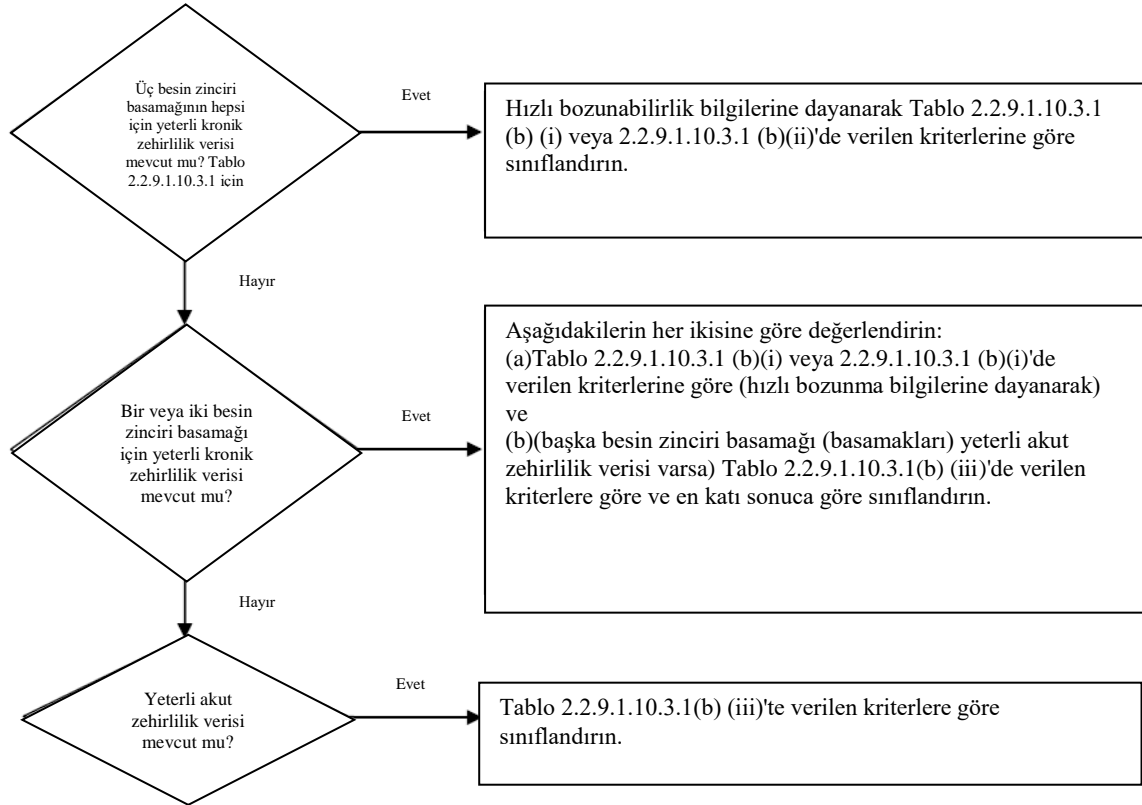 Üç besin zinciri
basamağının hepsi
için yeterli kronik
zehirlilik verisi
mevcut mu? Tablo
2.2.9.1.10.3.1 için
Evet
Hızlı bozunabilirlik bilgilerine dayanarak Tablo 2.2.9.1.10.3.1
(b) (i) veya 2.2.9.1.10.3.1 (b)(ii)'de verilen kriterlerine göre
sınıflandırın.
Hayır
Bir veya iki besin
zinciri basamağı
için yeterli kronik
zehirlilik verisi
mevcut mu?
Evet
Aşağıdakilerin her ikisine göre değerlendirin:
(a)Tablo 2.2.9.1.10.3.1 (b)(i) veya 2.2.9.1.10.3.1 (b)(i)'de
verilen kriterlerine göre (hızlı bozunma bilgilerine dayanarak)
ve
(b)(başka besin zinciri basamağı (basamakları) yeterli akut
zehirlilik verisi varsa) Tablo 2.2.9.1.10.3.1(b) (iii)'de verilen
kriterlere göre ve en katı sonuca göre sınıflandırın.
Hayır
Yeterli akut
zehirlilik verisi
mevcut mu?
Evet
Tablo 2.2.9.1.10.3.1(b) (iii)'te verilen kriterlere göre
sınıflandırın.